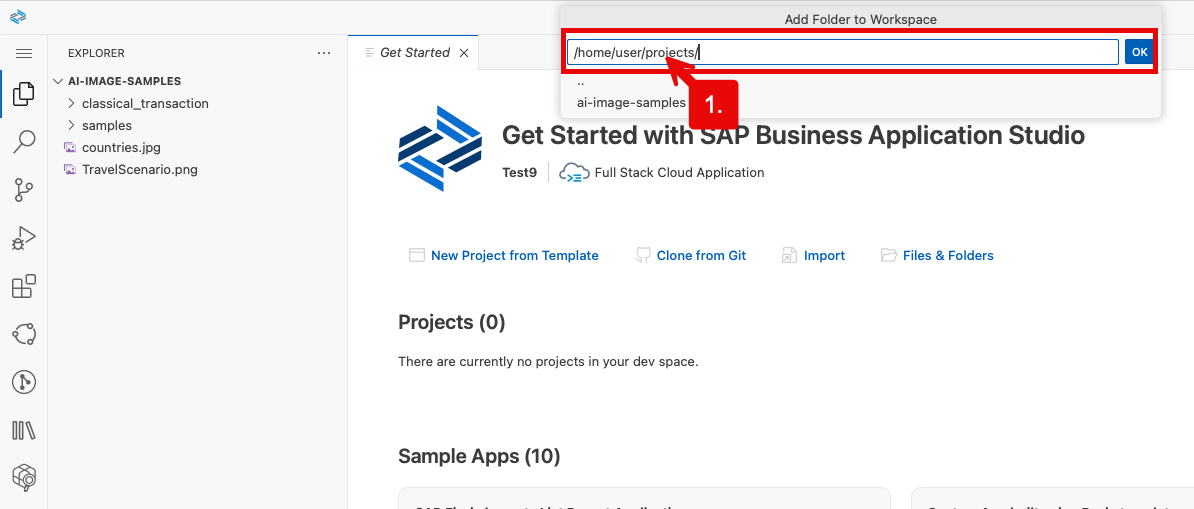 Add Folder to Workspace
/home/user/projects/
OK
..
ai-image-samples
1.
EXPLORER
...
Get Started
AI-IMAGE-SAMPLES
classical_transaction
samples
countries.jpg
TravelScenario.png
Get Started with SAP Business Application Studio
Test9
Full Stack Cloud Application
New Project from Template
Clone from Git
Import
Files & Folders
Projects (0)
There are currently no projects in your dev space.
Sample Apps (10)